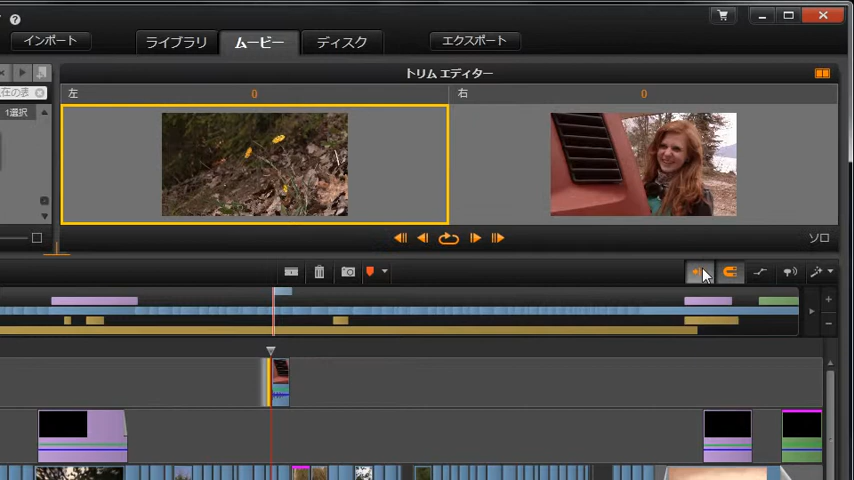 ?
インポート ライブラリ ムービー ディスク エクスポート
トリム エディター
左 0 右 0
1選択
ソロ